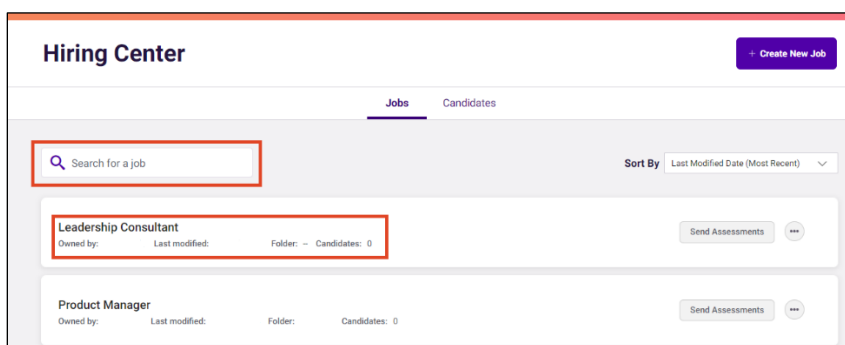 Hiring Center
+ Create New Job
Jobs Candidates
Search for a job
Sort By Last Modified Date (Most Recent)
Leadership Consultant
Owned by: Last modified: Folder: – Candidates: 0
Send Assessments
Product Manager
Owned by: Last modified: Folder: Candidates: 0
Send Assessments